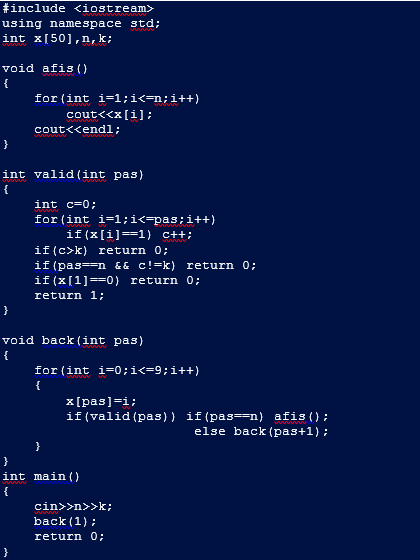 #include <iostream>
using namespace std;
int x[50],n,k;
void afis()
{
for(int i=1;i<=n;i++)
cout<<x[i];
cout<<endl;
}
int valid(int pas)
{
int c=0;
for(int i=1;i<=pas;i++)
if(x[i]==1) c++;
if(c>k) return 0;
if(pas==n && c!=k) return 0;
if(x[1]==0) return 0;
return 1;
}
void back(int pas)
{
for(int i=0;i<=9;i++)
{
x[pas]=i;
if(valid(pas)) if(pas==n) afis();
else back(pas+1);
}
}
int main()
{
cin>>n>>k;
back(1);
return 0;
}